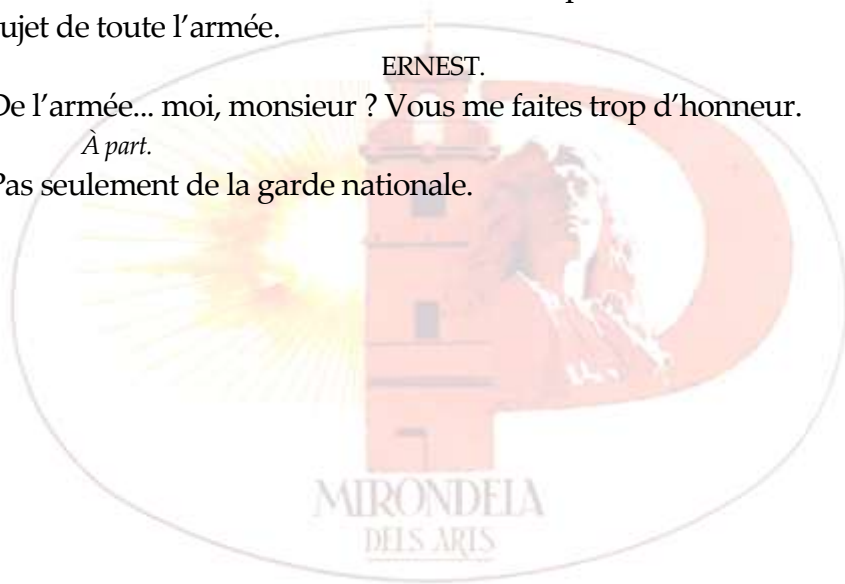 sujet de toute l'armée.
ERNEST.
De l'armée... moi, monsieur ? Vous me faites trop d'honneur.
À part.
Pas seulement de la garde nationale.
MIRONDELA
DELS ARTS